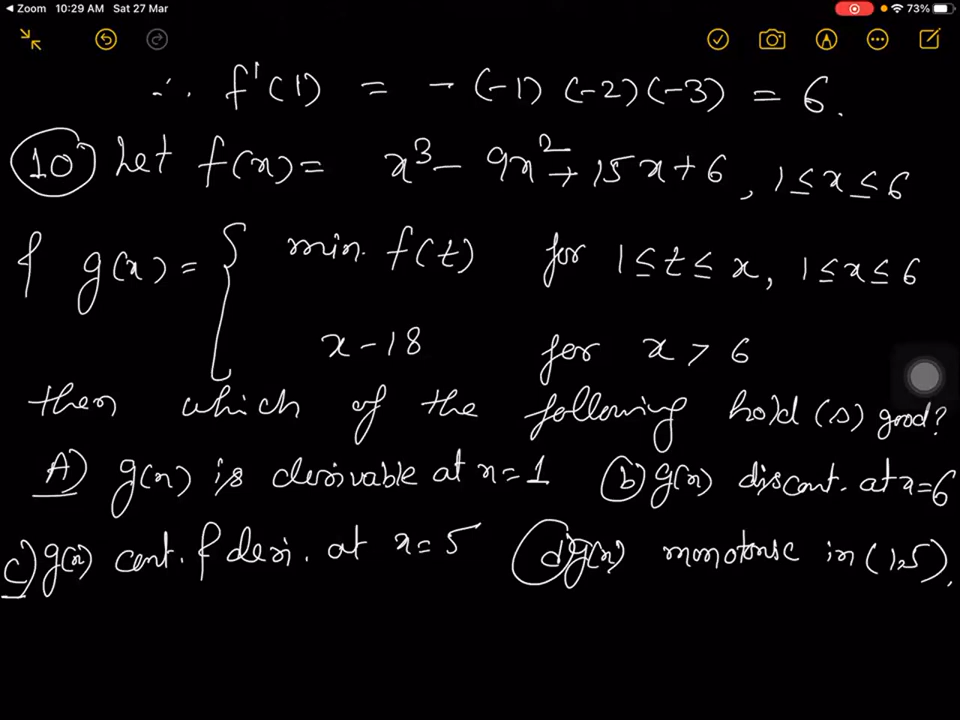 Zoom 10:29 AM Sat 27 Mar 73%
∴ f'(1) = -(-1)(-2)(-3) = 6.
10) Let f(x) = x³ - 9x² + 15x + 6, 1 ≤ x ≤ 6
& g(x) = { min. f(t) for 1 ≤ t ≤ x, 1 ≤ x ≤ 6
x - 18 for x > 6
then which of the following hold(s) good?
A) g(x) is derivable at x = 1 (b) g(x) discont. at x = 6
c) g(x) cont. & deri. at x = 5 (d) g(x) monotonic in (1,5).